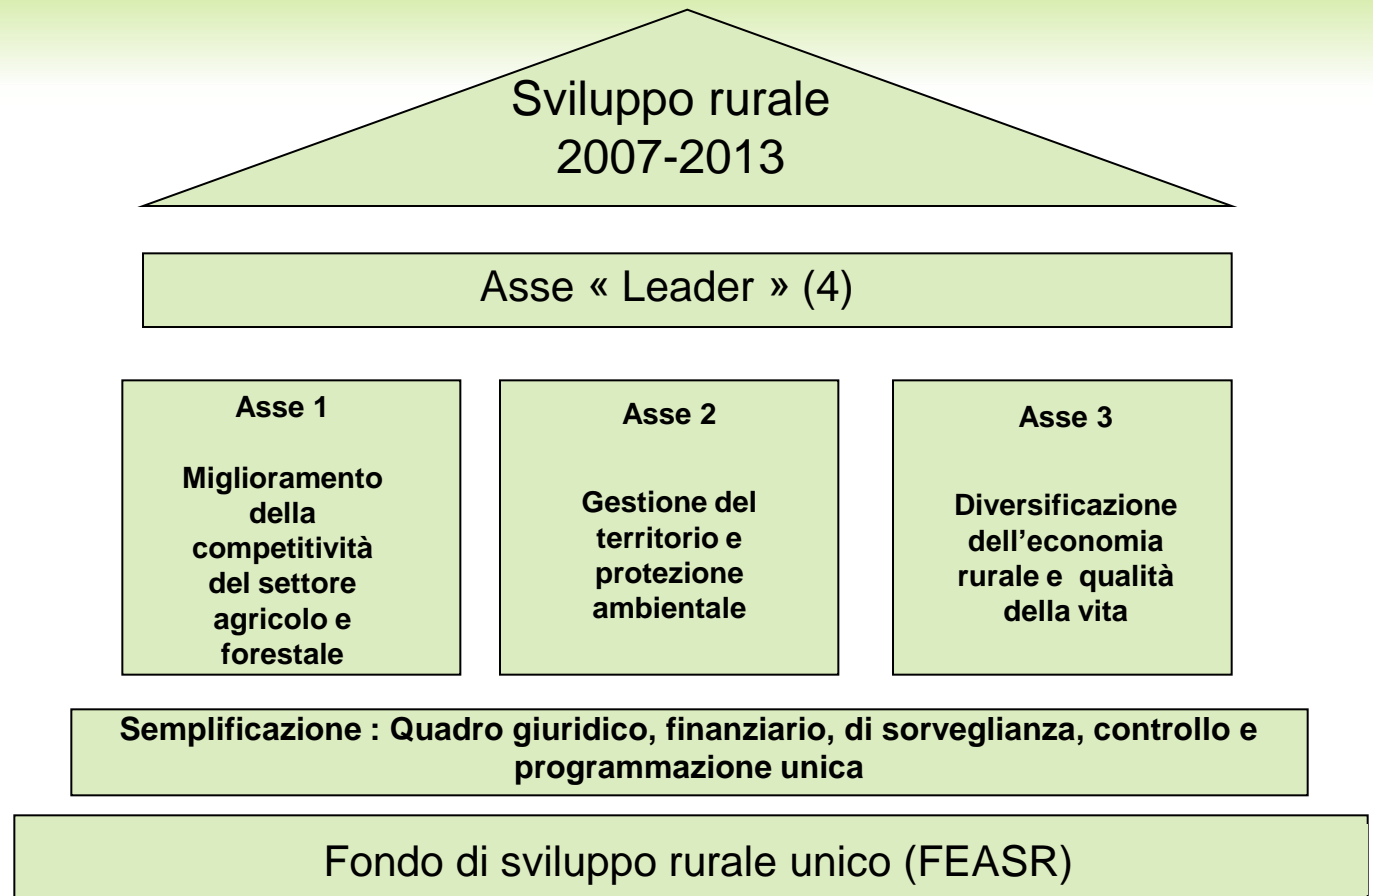 Sviluppo rurale
2007-2013
Asse « Leader » (4)
Asse 1
Miglioramento
della
competitività
del settore
agricolo e
forestale
Asse 2
Gestione del
territorio e
protezione
ambientale
Asse 3
Diversificazione
dell’economia
rurale e qualità
della vita
Semplificazione : Quadro giuridico, finanziario, di sorveglianza, controllo e
programmazione unica
Fondo di sviluppo rurale unico (FEASR)